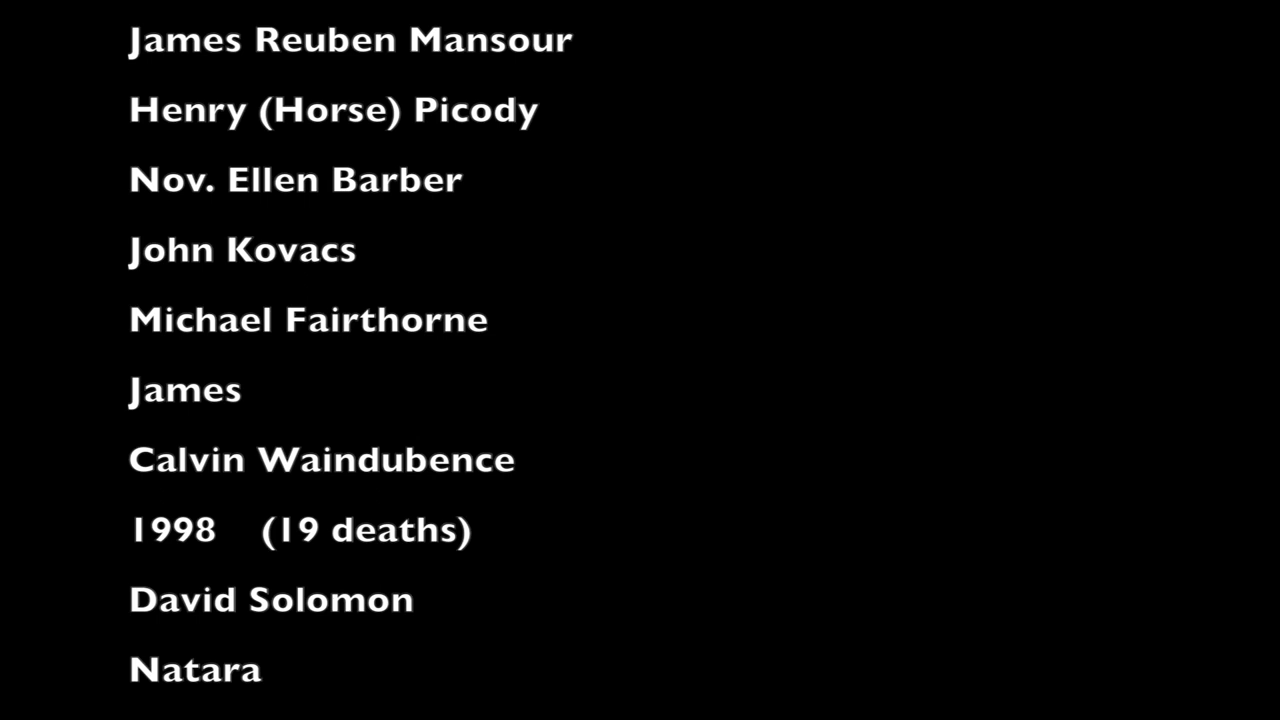 James Reuben Mansour
Henry (Horse) Picody
Nov. Ellen Barber
John Kovacs
Michael Fairthorne
James
Calvin Waindubence
1998 (19 deaths)
David Solomon
Natara